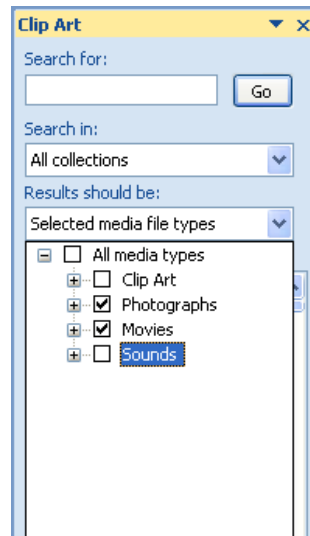 Clip Art
Search for:
Go
Search in:
All collections
Results should be:
Selected media file types
All media types
Clip Art
Photographs
Movies
Sounds